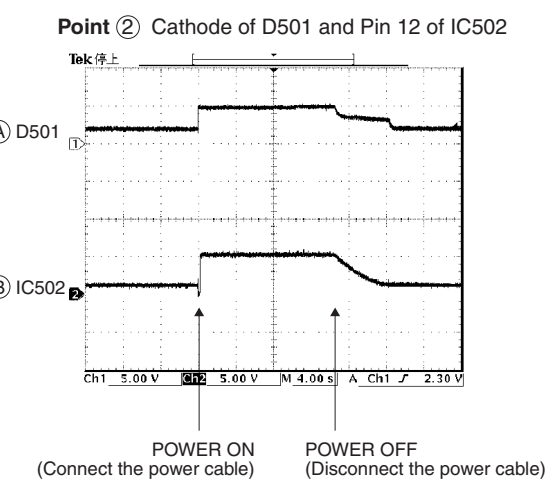 Point ② Cathode of D501 and Pin 12 of IC502
Tek 停上
A D501
1
B IC502
2
Ch1 5.00 V Ch2 5.00 V M 4.00 s A Ch1 ƒ 2.30 V
POWER ON
(Connect the power cable)
POWER OFF
(Disconnect the power cable)